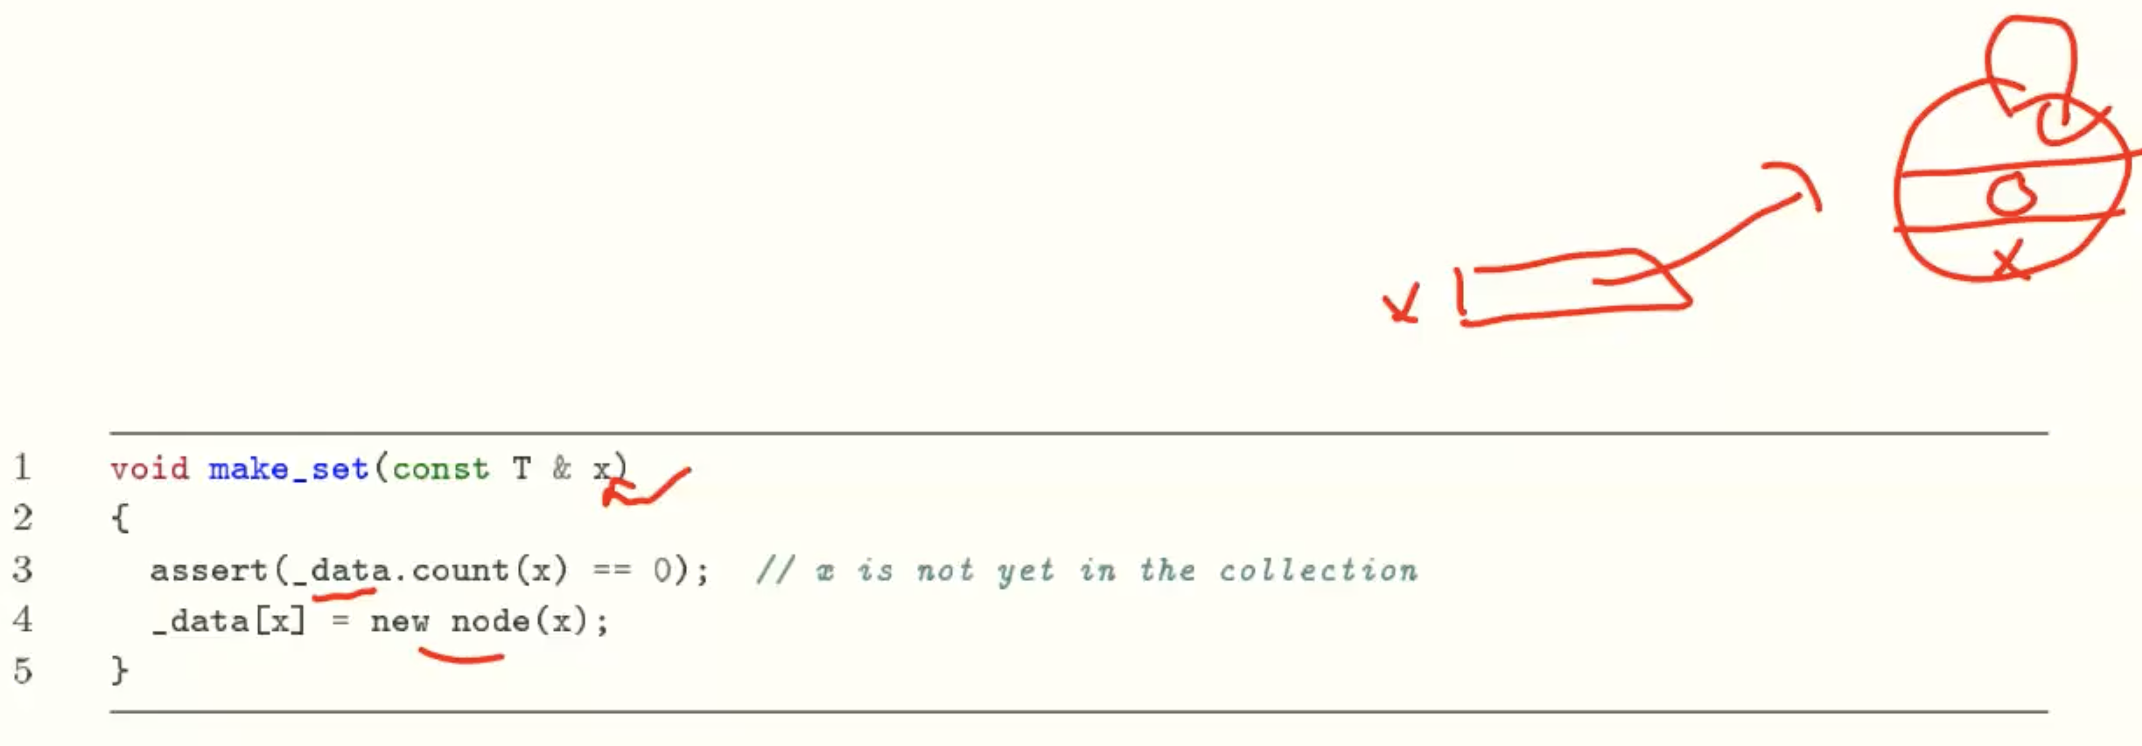 0
x
x
1 void make_set(const T & x)
2 {
3 assert(_data.count(x) == 0); // x is not yet in the collection
4 _data[x] = new node(x);
5 }